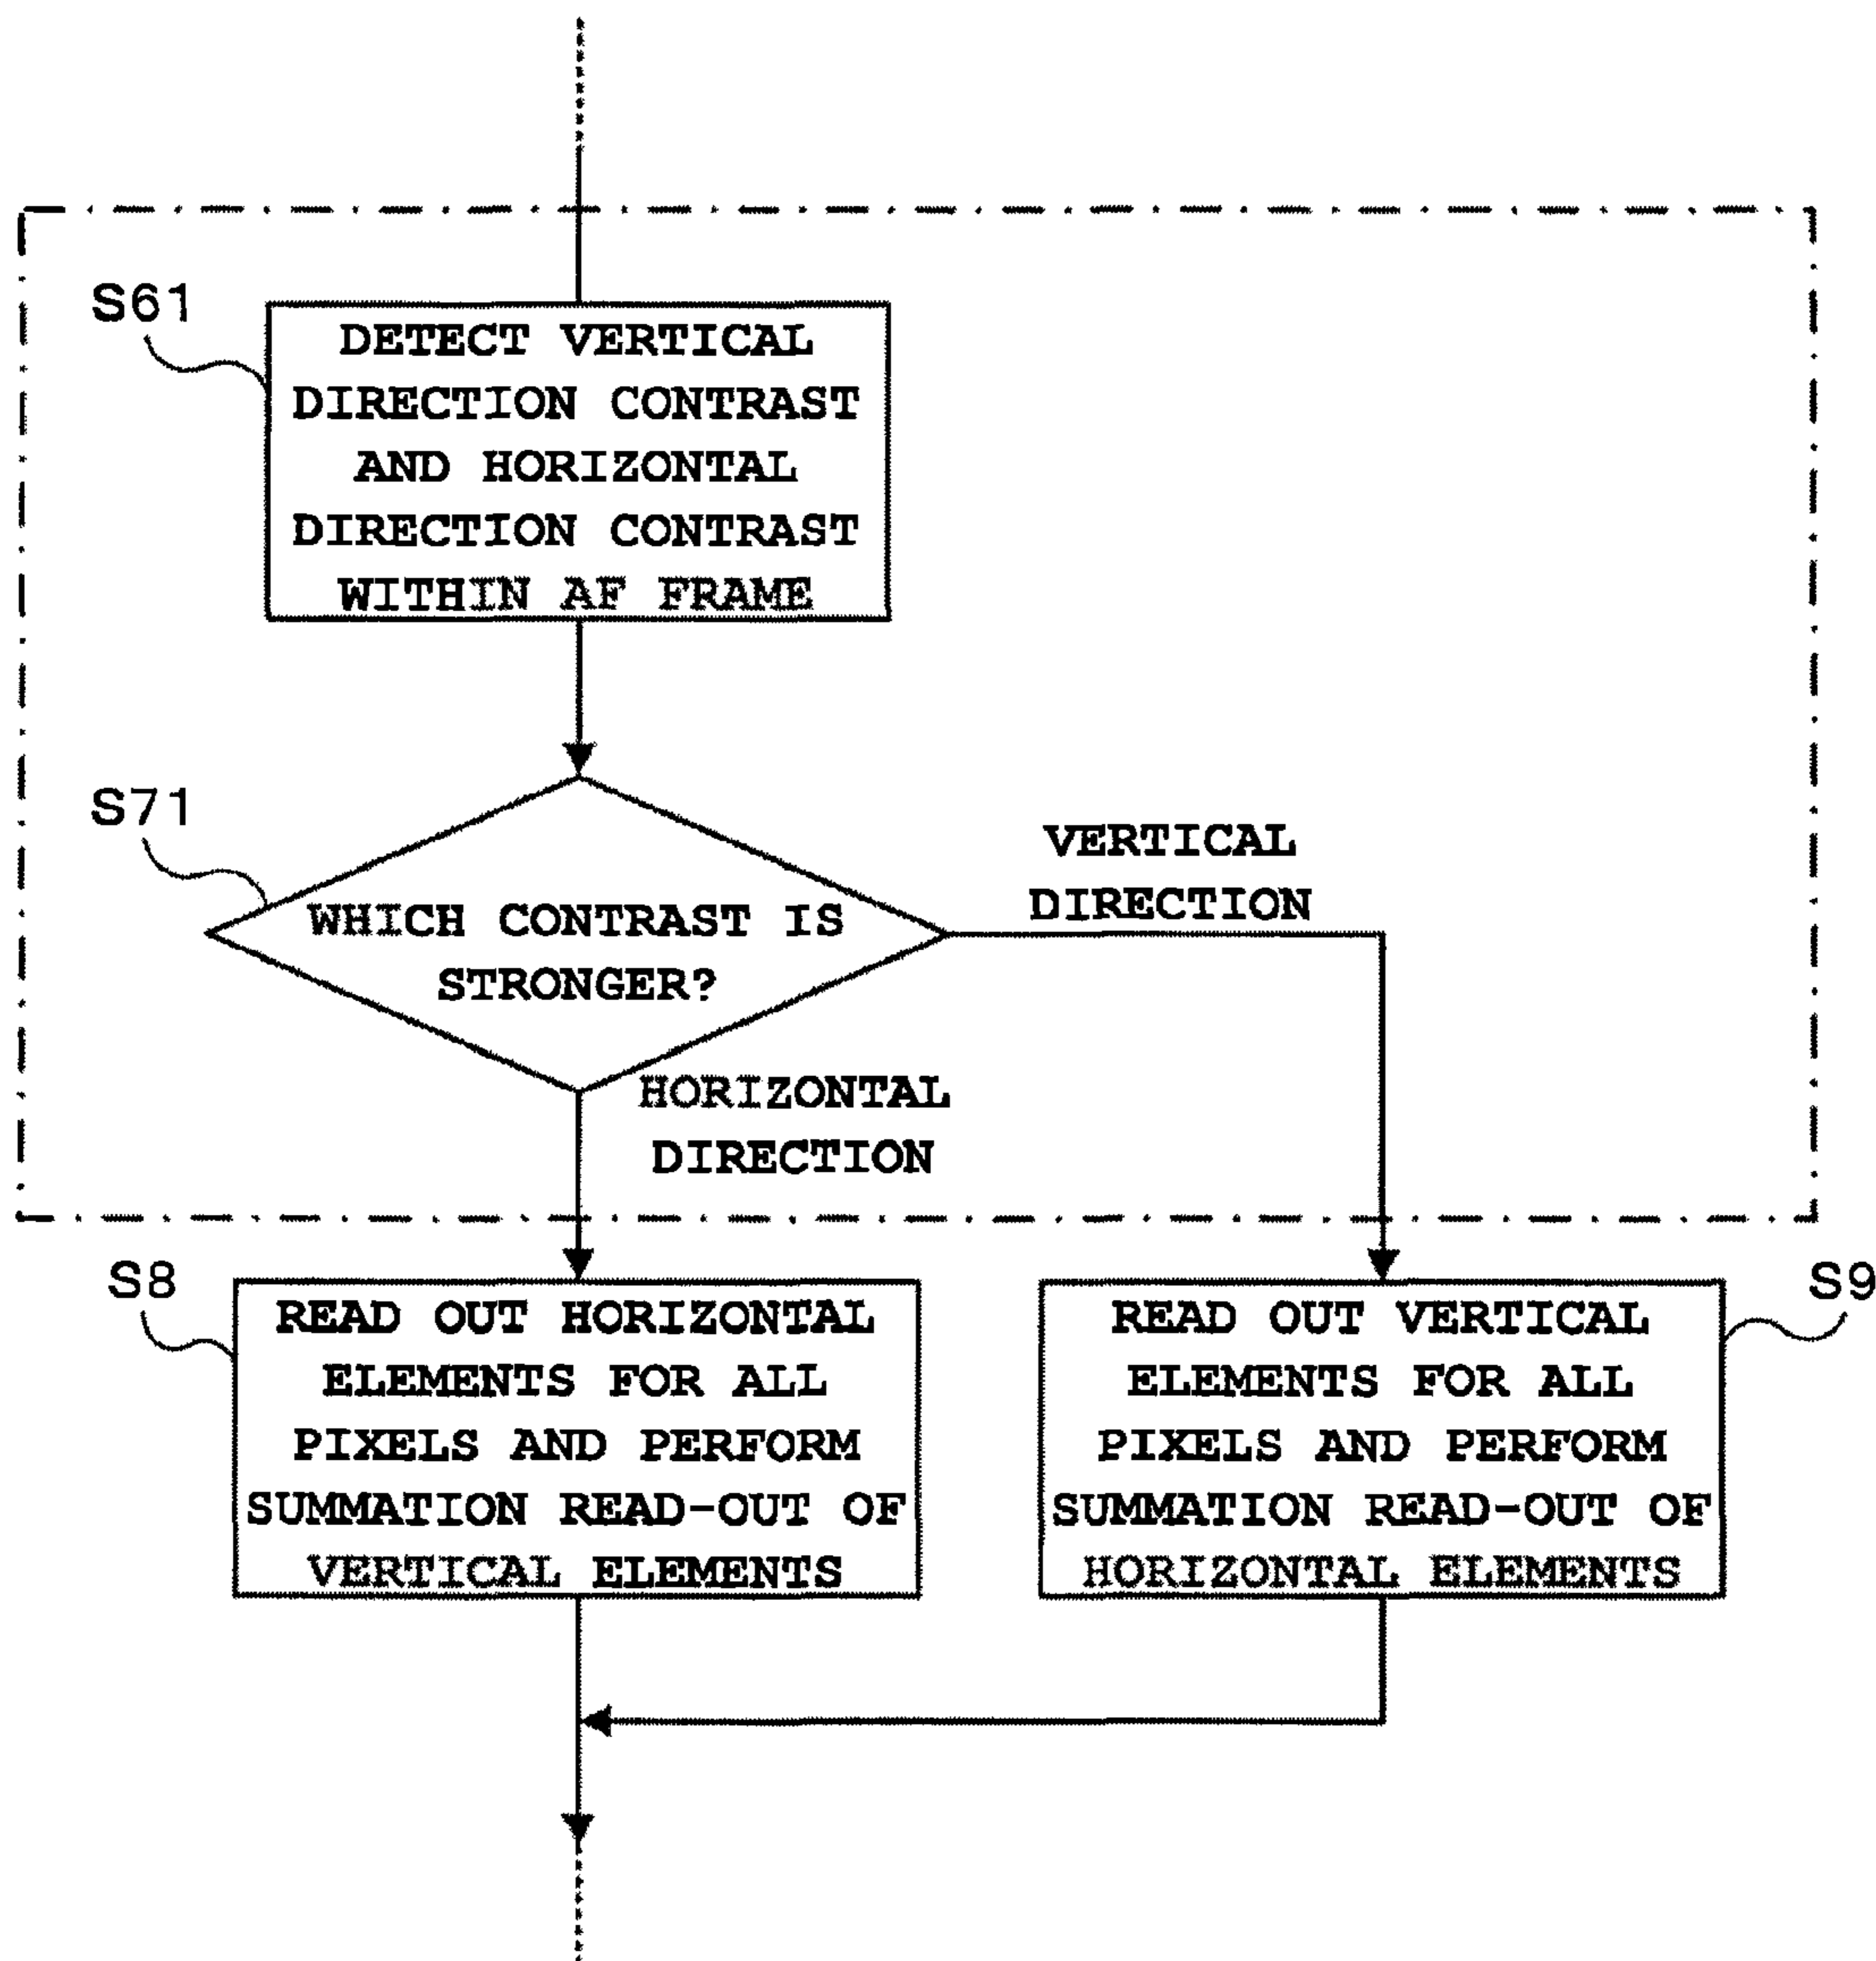 S61
DETECT VERTICAL
DIRECTION CONTRAST
AND HORIZONTAL
DIRECTION CONTRAST
WITHIN AF FRAME
S71
WHICH CONTRAST IS
STRONGER?
VERTICAL
DIRECTION
HORIZONTAL
DIRECTION
S8
READ OUT HORIZONTAL
ELEMENTS FOR ALL
PIXELS AND PERFORM
SUMMATION READ-OUT OF
VERTICAL ELEMENTS
S9
READ OUT VERTICAL
ELEMENTS FOR ALL
PIXELS AND PERFORM
SUMMATION READ-OUT OF
HORIZONTAL ELEMENTS